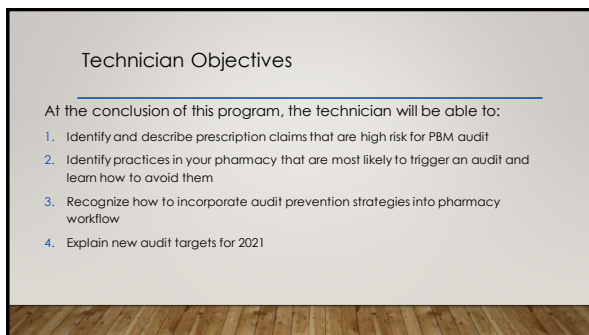 Technician Objectives
At the conclusion of this program, the technician will be able to:
1. Identify and describe prescription claims that are high risk for PBM audit
2. Identify practices in your pharmacy that are most likely to trigger an audit and
learn how to avoid them
3. Recognize how to incorporate audit prevention strategies into pharmacy
workflow
4. Explain new audit targets for 2021